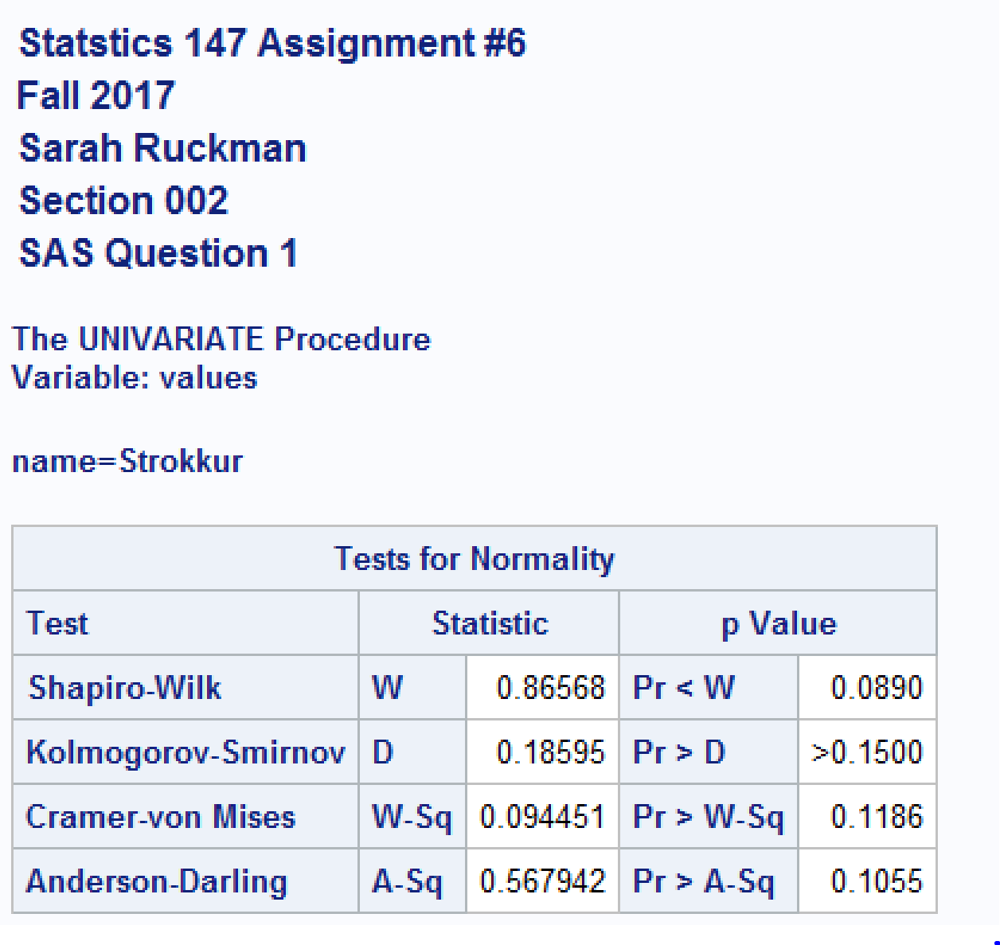 Statstics 147 Assignment #6
Fall 2017
Sarah Ruckman
Section 002
SAS Question 1
The UNIVARIATE Procedure
Variable: values
name=Strokkur
Tests for Normality
Test Statistic p Value
Shapiro-Wilk W 0.86568 Pr < W 0.0890
Kolmogorov-Smirnov D 0.18595 Pr > D >0.1500
Cramer-von Mises W-Sq 0.094451 Pr > W-Sq 0.1186
Anderson-Darling A-Sq 0.567942 Pr > A-Sq 0.1055